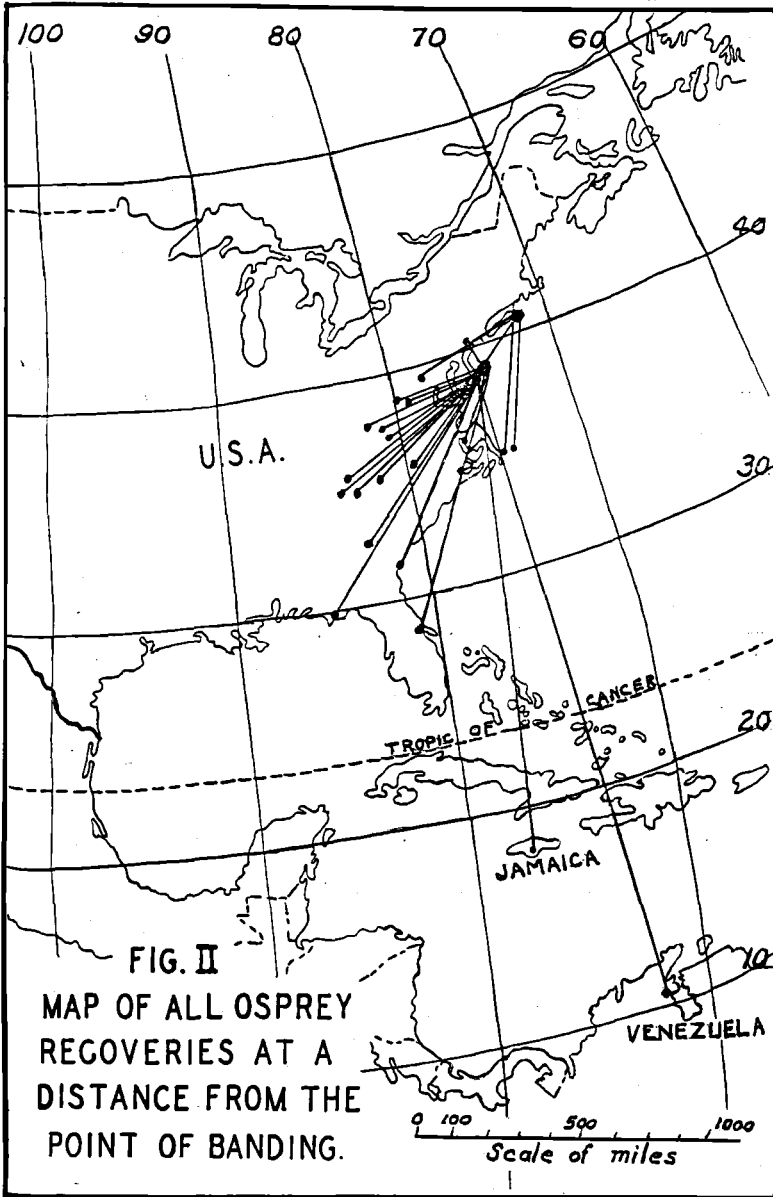 100 90 80 70 60
40
U.S.A.
30
TROPIC OF CANCER
20
JAMAICA
10
VENEZUELA
FIG. II
MAP OF ALL OSPREY
RECOVERIES AT A
DISTANCE FROM THE
POINT OF BANDING.
0 100 500 1000
Scale of miles